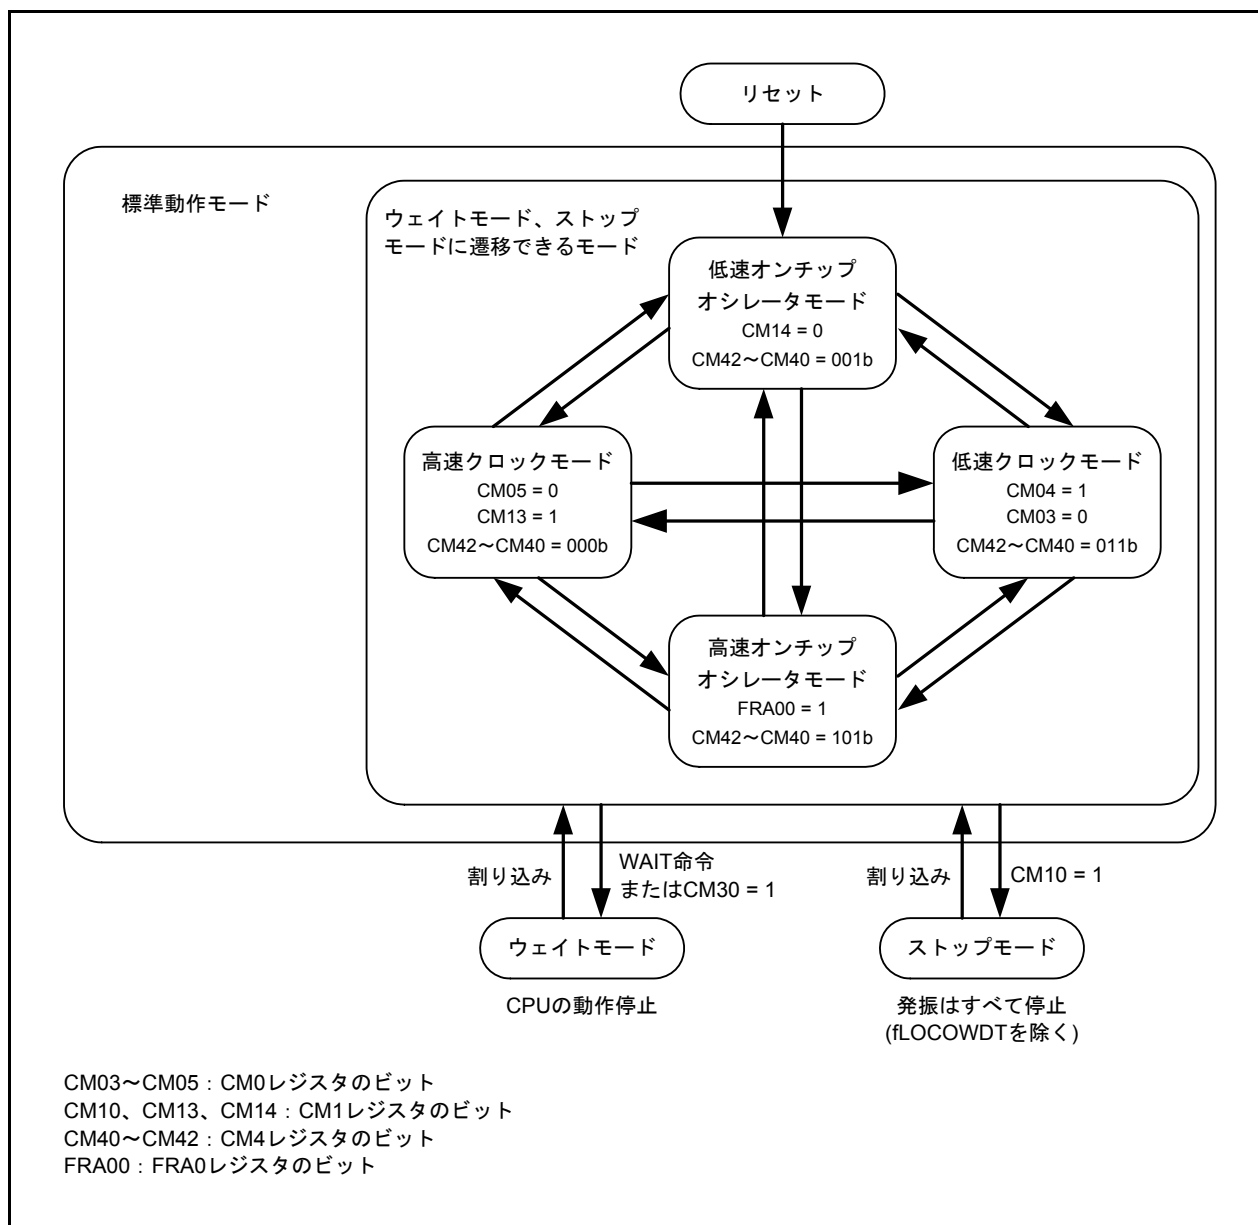 リセット
標準動作モード
ウェイトモード、ストップ
モードに遷移できるモード
低速オンチップ
オシレータモード
CM14 = 0
CM42～CM40 = 001b
高速クロックモード
CM05 = 0
CM13 = 1
CM42～CM40 = 000b
低速クロックモード
CM04 = 1
CM03 = 0
CM42～CM40 = 011b
高速オンチップ
オシレータモード
FRA00 = 1
CM42～CM40 = 101b
割り込み
WAIT命令
またはCM30 = 1
割り込み
CM10 = 1
ウェイトモード
ストップモード
CPUの動作停止
発振はすべて停止
(fLOCOWDTを除く)
CM03～CM05：CM0レジスタのビット
CM10、CM13、CM14：CM1レジスタのビット
CM40～CM42：CM4レジスタのビット
FRA00：FRA0レジスタのビット